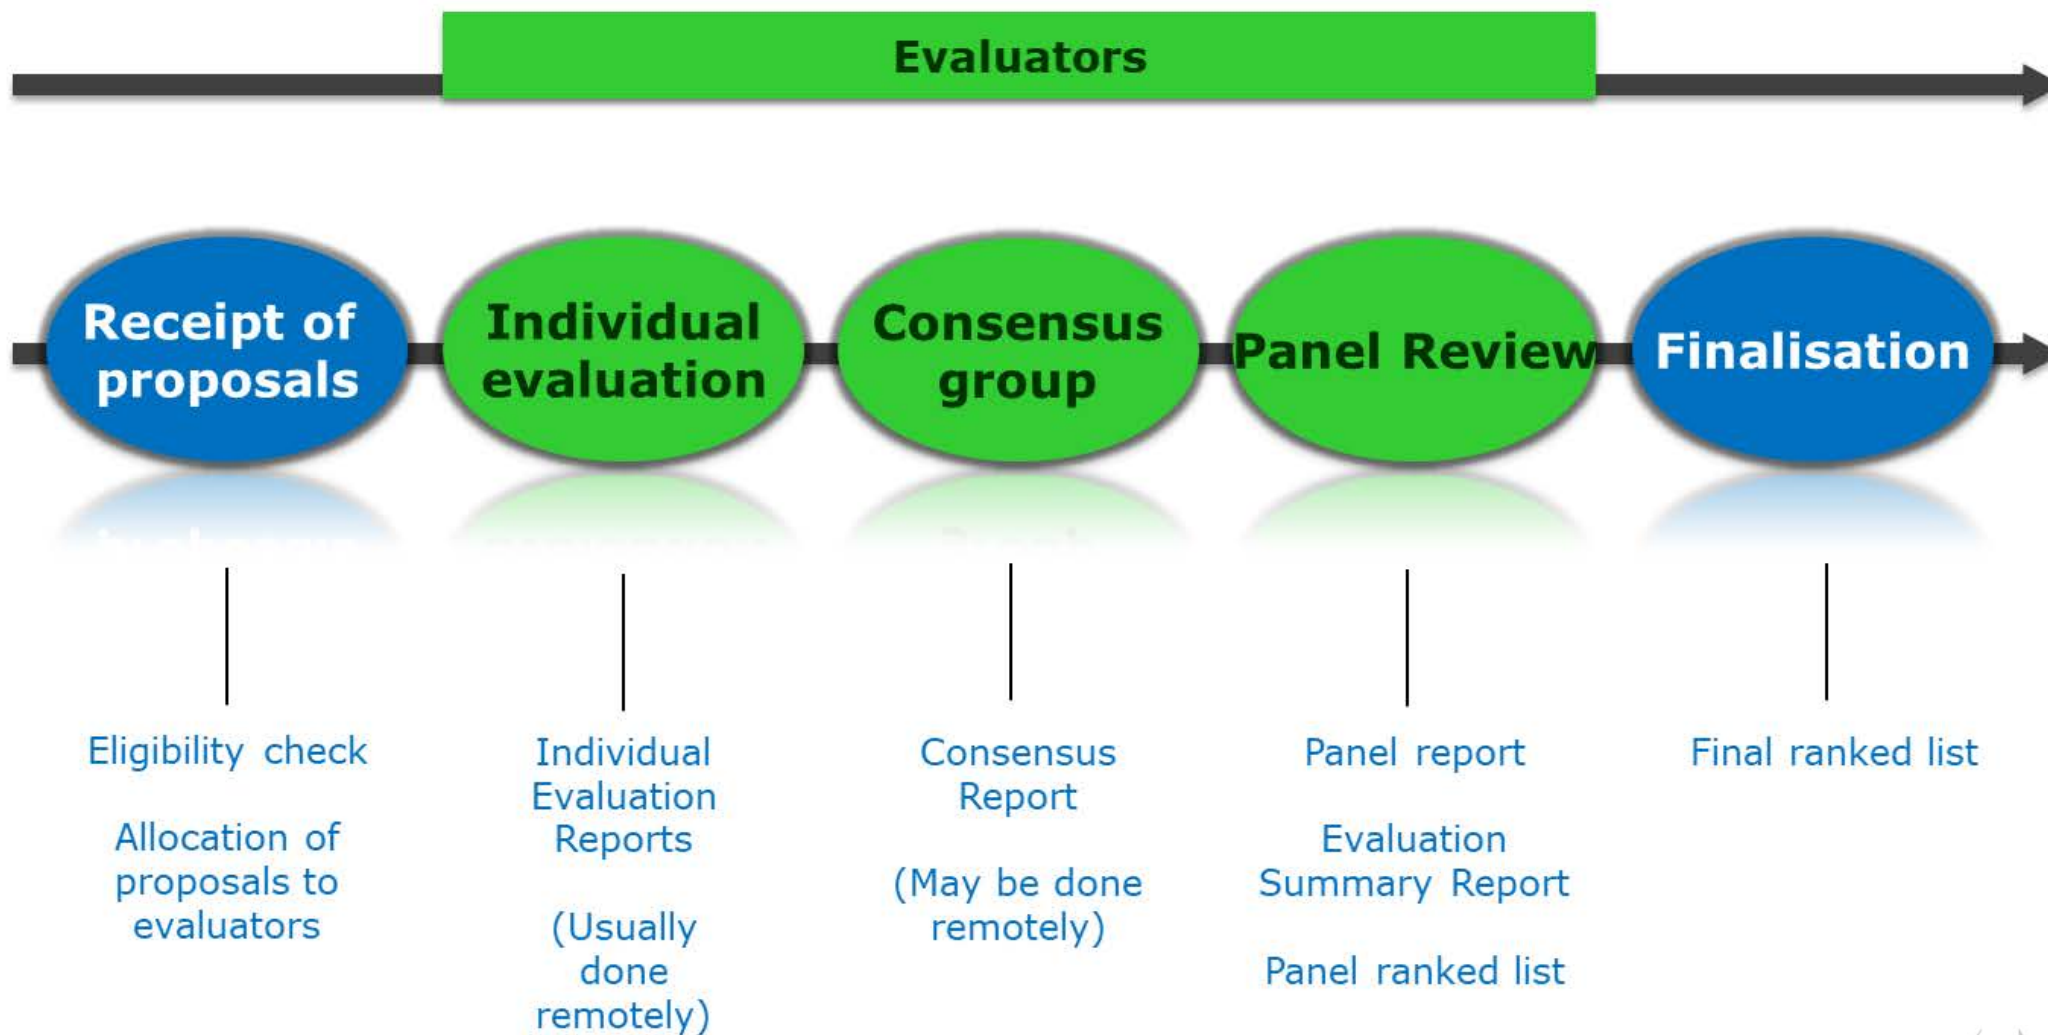 Evaluators
Receipt of
proposals
Individual
evaluation
Consensus
group
Panel Review
Finalisation
Eligibility check
Allocation of
proposals to
evaluators
Individual
Evaluation
Reports
(Usually
done
remotely)
Consensus
Report
(May be done
remotely)
Panel report
Evaluation
Summary Report
Panel ranked list
Final ranked list